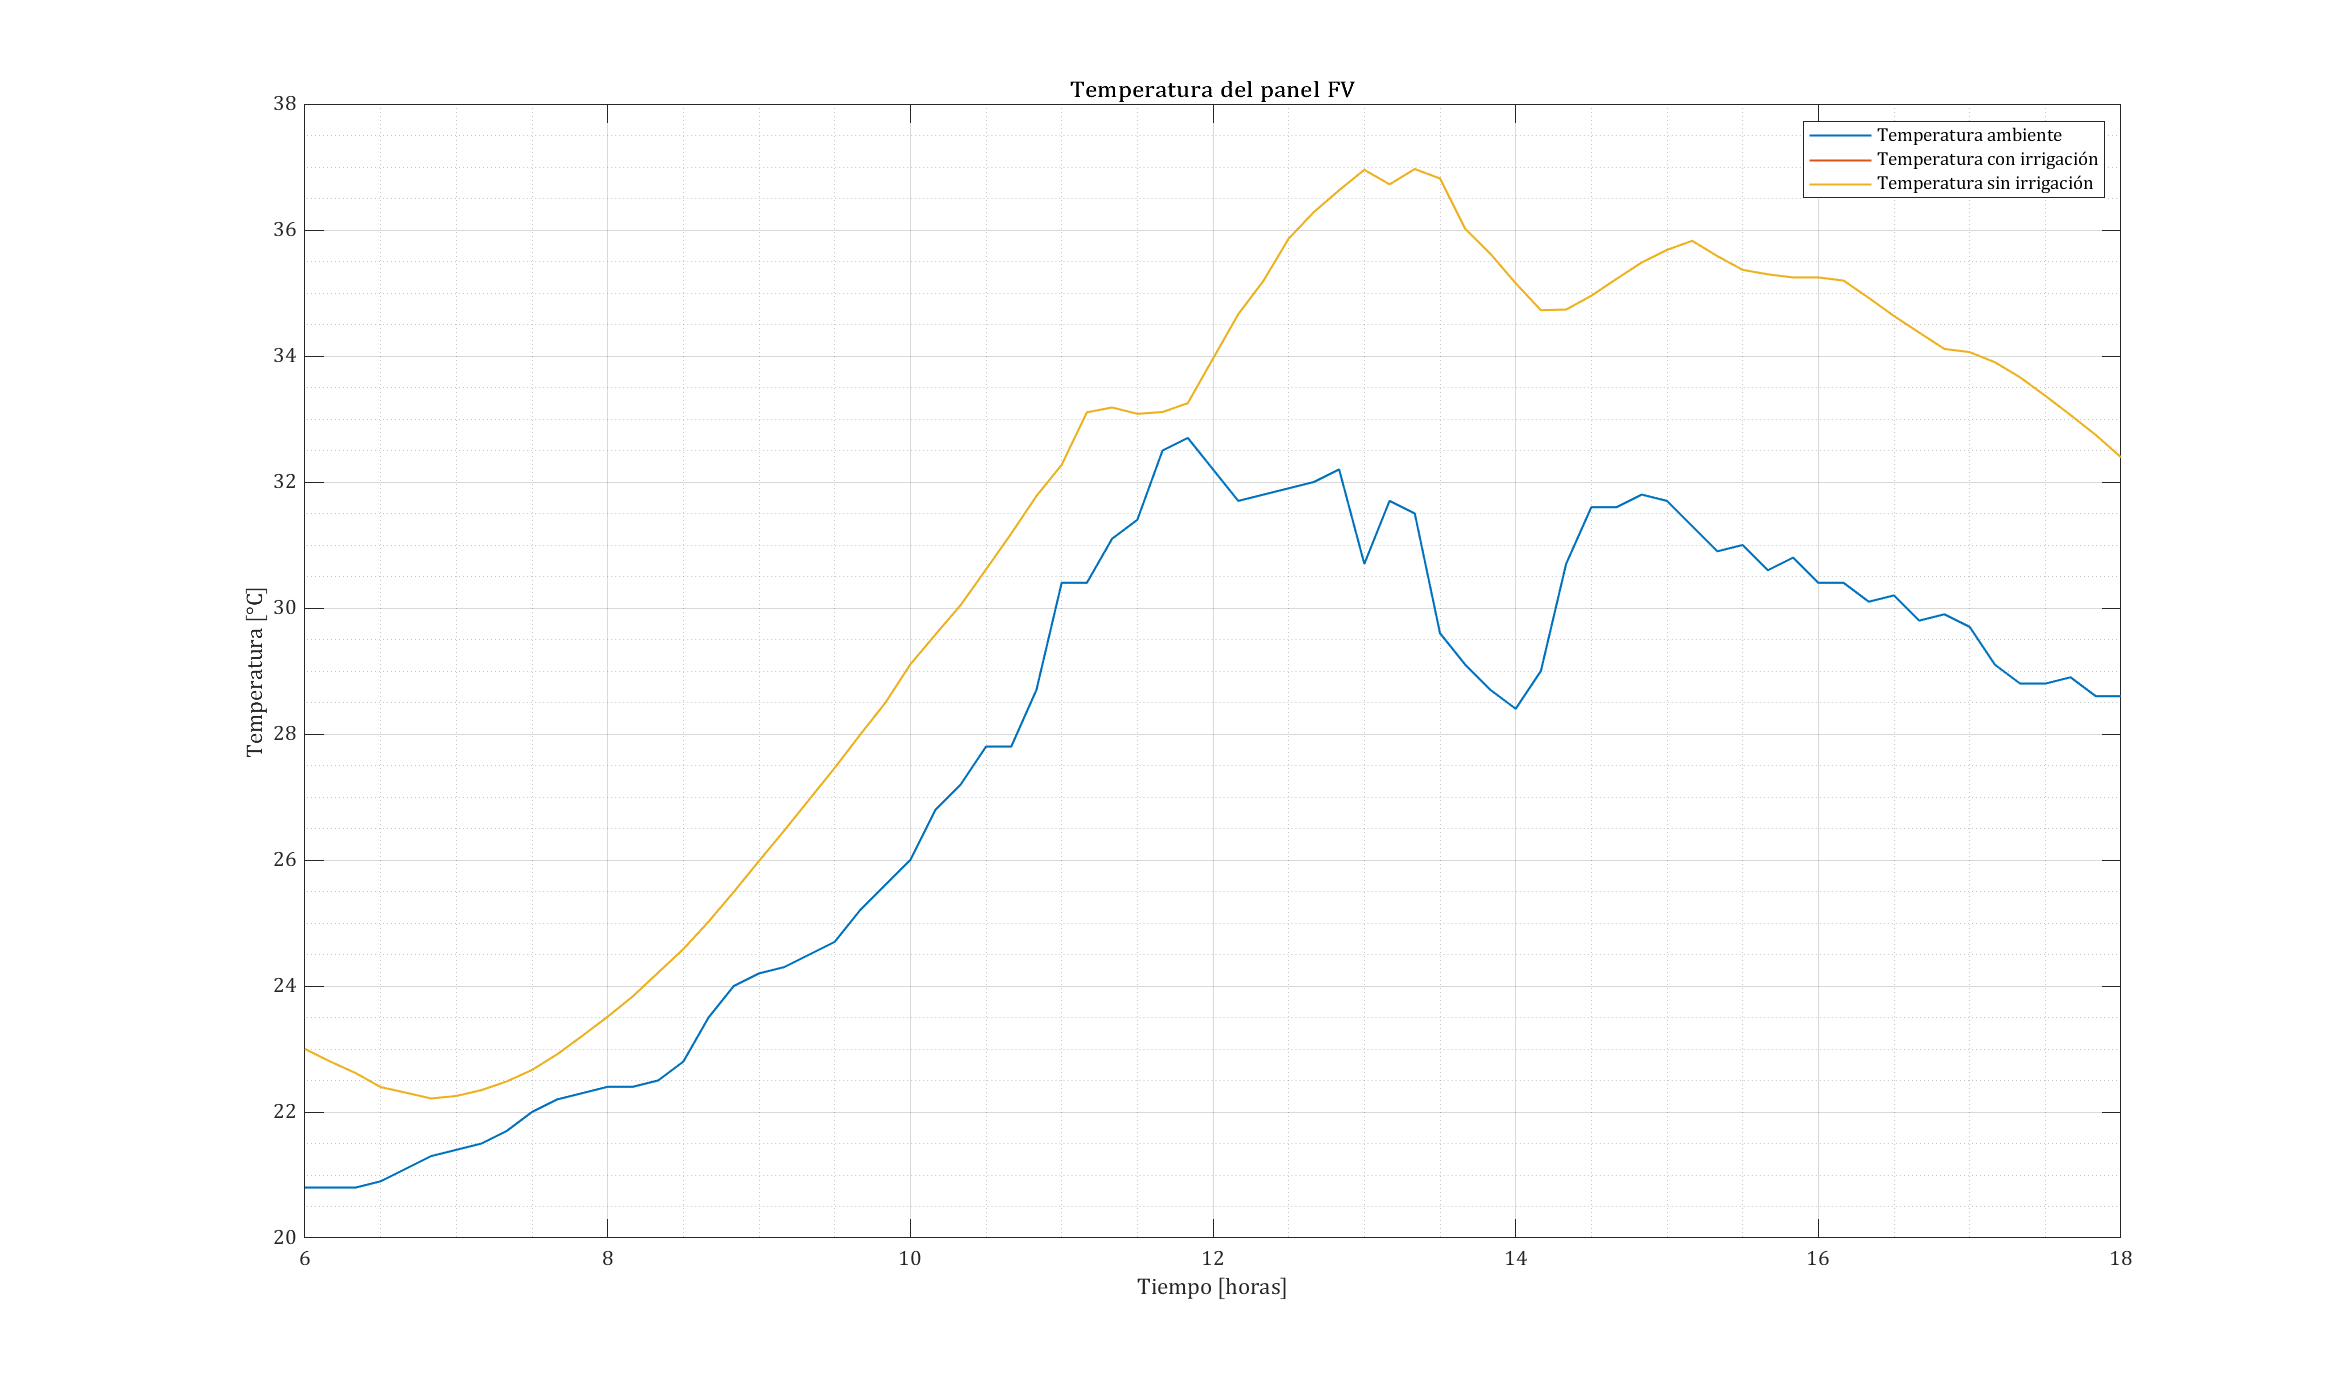 Temperatura del panel FV
Temperatura ambiente
Temperatura con irrigación
Temperatura sin irrigación
38
36
34
32
30
28
26
24
22
20
Temperatura [°C]
6 8 10 12 14 16 18
Tiempo [horas]